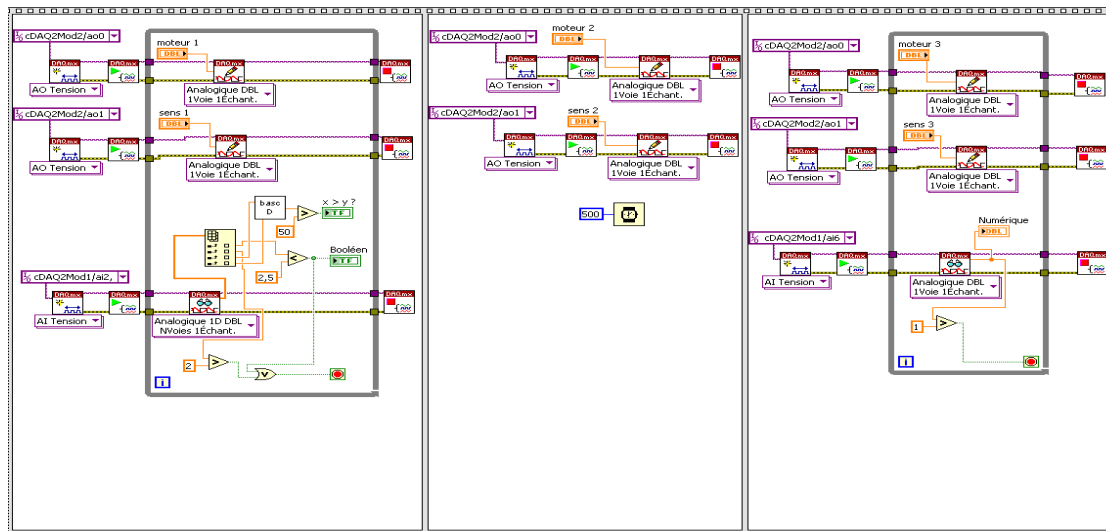 cDAQ2Mod2/ao0
moteur 1
DBL
DAQmx
DAQmx
DAQmx
DAQmx
AO Tension
Analogique DBL
1Voie 1Échant.
cDAQ2Mod2/ao1
sens 1
DBL
DAQmx
DAQmx
DAQmx
DAQmx
AO Tension
Analogique DBL
1Voie 1Échant.
basc
D
x > y ?
TF
50
Booléen
TF
2,5
cDAQ2Mod1/ai2,
DAQmx
DAQmx
DAQmx
DAQmx
AI Tension
Analogique 1D DBL
NVoies 1Échant.
2
i
cDAQ2Mod2/ao0
moteur 2
DBL
DAQmx
DAQmx
DAQmx
DAQmx
AO Tension
Analogique DBL
1Voie 1Échant.
cDAQ2Mod2/ao1
sens 2
DBL
DAQmx
DAQmx
DAQmx
DAQmx
AO Tension
Analogique DBL
1Voie 1Échant.
500
cDAQ2Mod2/ao0
moteur 3
DBL
DAQmx
DAQmx
DAQmx
DAQmx
AO Tension
Analogique DBL
1Voie 1Échant.
cDAQ2Mod2/ao1
sens 3
DBL
DAQmx
DAQmx
DAQmx
DAQmx
AO Tension
Analogique DBL
1Voie 1Échant.
Numérique
DBL
cDAQ2Mod1/ai6
DAQmx
DAQmx
DAQmx
DAQmx
AI Tension
Analogique DBL
1Voie 1Échant.
1
i